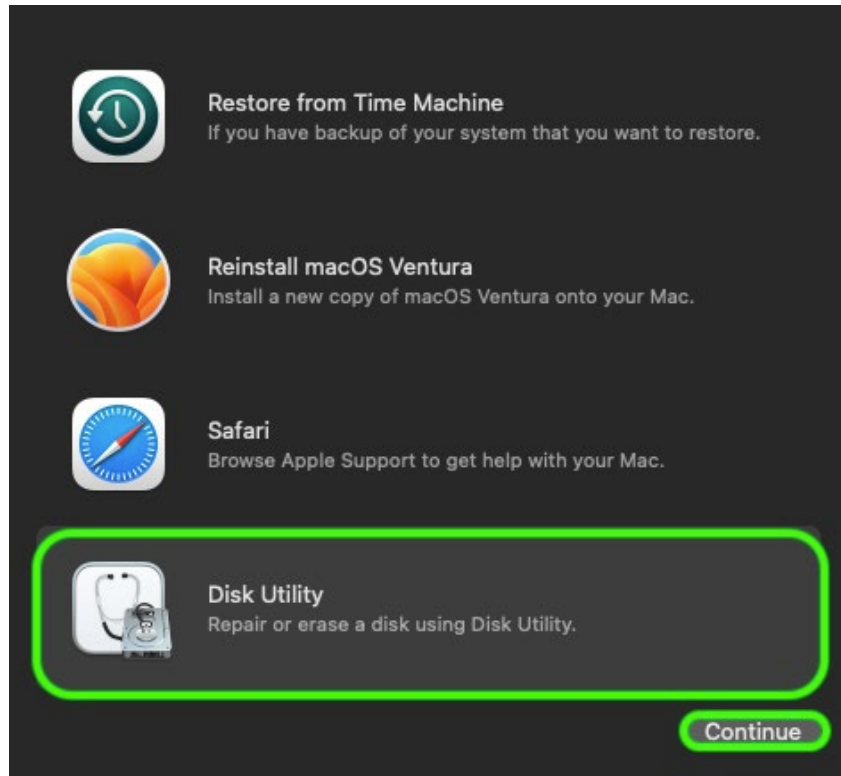 Restore from Time Machine
If you have backup of your system that you want to restore.
Reinstall macOS Ventura
Install a new copy of macOS Ventura onto your Mac.
Safari
Browse Apple Support to get help with your Mac.
Disk Utility
Repair or erase a disk using Disk Utility.
Continue